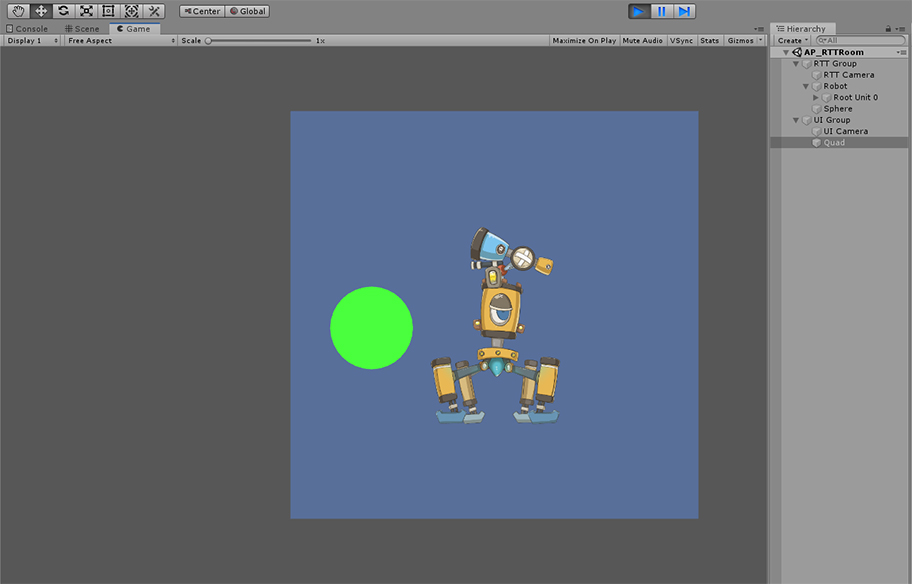 Center Global
Console Scene Game Hierarchy
Display 1 Free Aspect Scale 1x Maximize On Play Mute Audio VSync Stats Gizmos Create All
AP_RTTRoom
RTT Group
RTT Camera
Robot
Root Unit 0
Sphere
UI Group
UI Camera
Quad